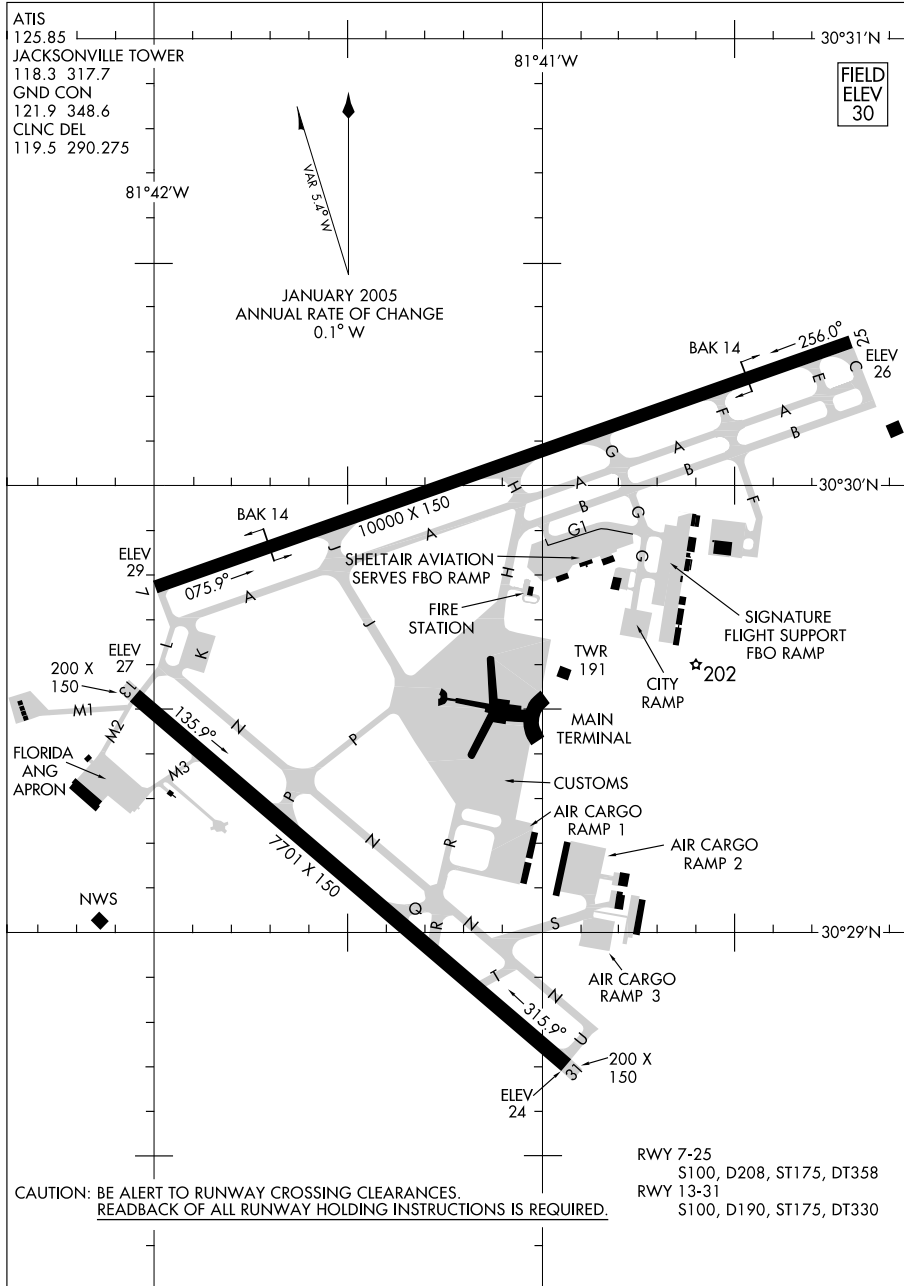 ATIS
125.85
JACKSONVILLE TOWER
118.3 317.7
GND CON
121.9 348.6
CLNC DEL
119.5 290.275
30°31'N
81°41'W
FIELD
ELEV
30
81°42'W
VAR 5.4° W
JANUARY 2005
ANNUAL RATE OF CHANGE
0.1° W
BAK 14
256.0°
25
ELEV
26
C
E
F
A
B
G
A
B
H
A
B
F
30°30'N
10000 X 150
BAK 14
A
J
G
G1
G
H
ELEV
29
7
075.9°
A
J
SHELTAIR AVIATION
SERVES FBO RAMP
FIRE
STATION
SIGNATURE
FLIGHT SUPPORT
FBO RAMP
L
K
ELEV
27
200 X
150
13
TWR
191
CITY
RAMP
202
M1
M2
135.9°
N
P
MAIN
TERMINAL
FLORIDA
ANG
APRON
M3
P
CUSTOMS
AIR CARGO
RAMP 1
N
R
AIR CARGO
RAMP 2
7701 X 150
NWS
Q
R
N
S
30°29'N
T
N
AIR CARGO
RAMP 3
315.9°
U
31
200 X
150
ELEV
24
RWY 7-25
S100, D208, ST175, DT358
RWY 13-31
S100, D190, ST175, DT330
CAUTION: BE ALERT TO RUNWAY CROSSING CLEARANCES.
READBACK OF ALL RUNWAY HOLDING INSTRUCTIONS IS REQUIRED.